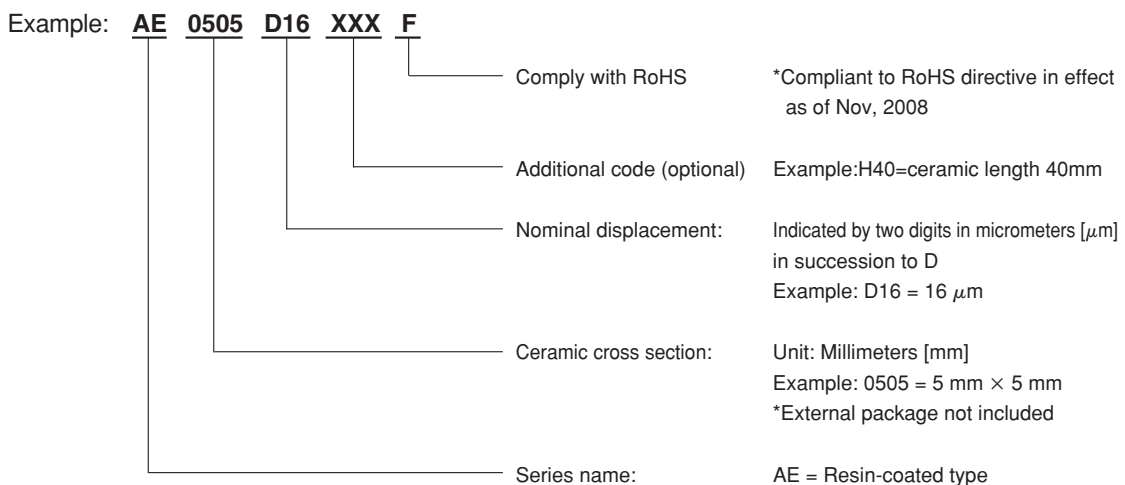 Example: AE 0505 D16 XXX F
Comply with RoHS *Compliant to RoHS directive in effect
as of Nov, 2008
Additional code (optional) Example:H40=ceramic length 40mm
Nominal displacement: Indicated by two digits in micrometers [μm]
in succession to D
Example: D16 = 16 μm
Ceramic cross section: Unit: Millimeters [mm]
Example: 0505 = 5 mm × 5 mm
*External package not included
Series name: AE = Resin-coated type